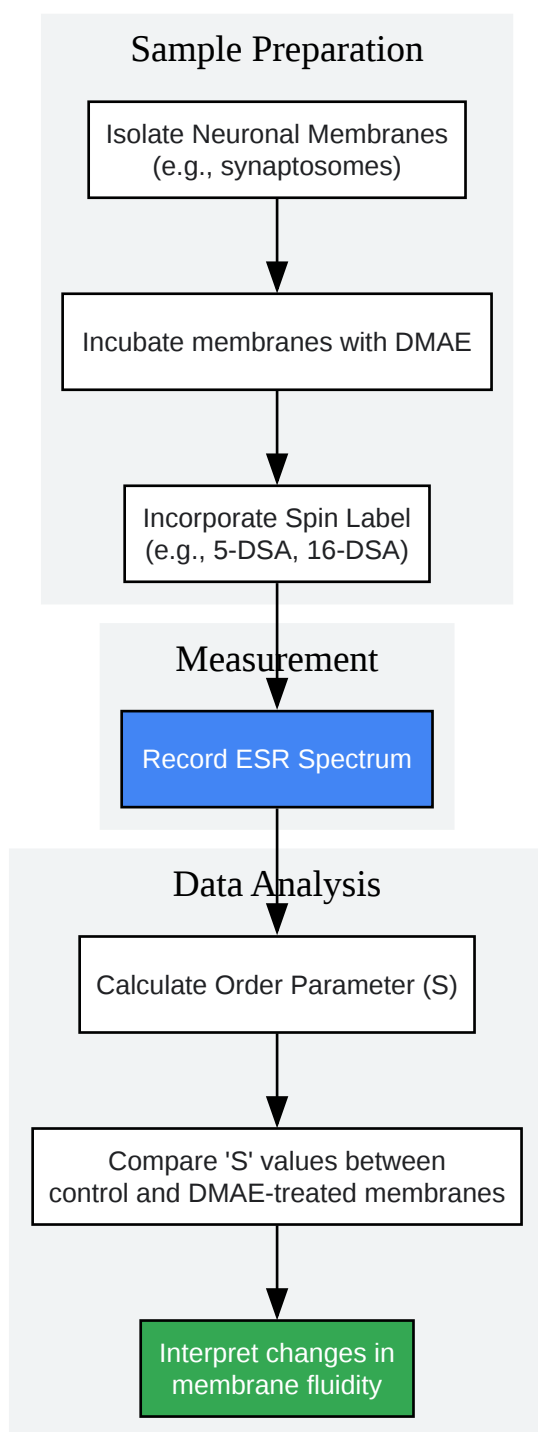 Sample Preparation
Isolate Neuronal Membranes
(e.g., synaptosomes)
Incubate membranes with DMAE
Incorporate Spin Label
(e.g., 5-DSA, 16-DSA)
Measurement
Record ESR Spectrum
Data Analysis
Calculate Order Parameter (S)
Compare 'S' values between
control and DMAE-treated membranes
Interpret changes in
membrane fluidity